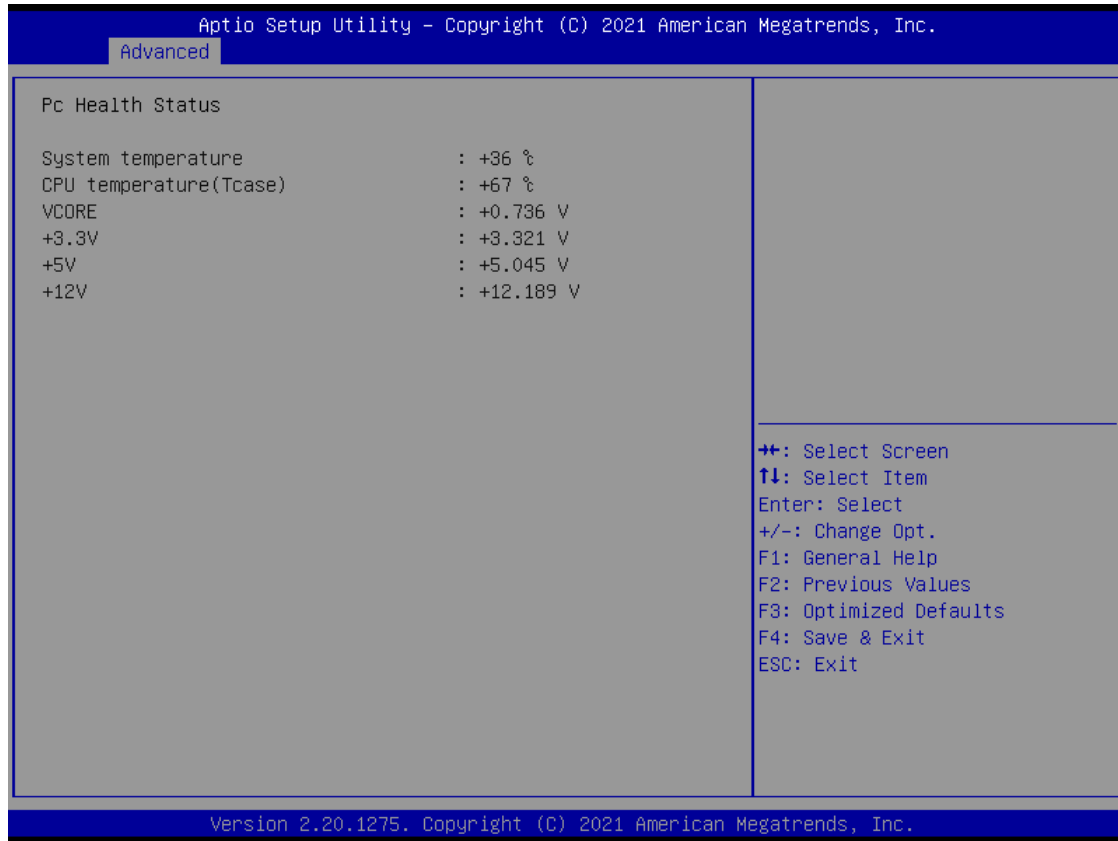 Aptio Setup Utility – Copyright (C) 2021 American Megatrends, Inc.
Advanced
Pc Health Status
System temperature : +36 ℃
CPU temperature(Tcase) : +67 ℃
VCORE : +0.736 V
+3.3V : +3.321 V
+5V : +5.045 V
+12V : +12.189 V
→←: Select Screen
↑↓: Select Item
Enter: Select
+/-: Change Opt.
F1: General Help
F2: Previous Values
F3: Optimized Defaults
F4: Save & Exit
ESC: Exit
Version 2.20.1275. Copyright (C) 2021 American Megatrends, Inc.